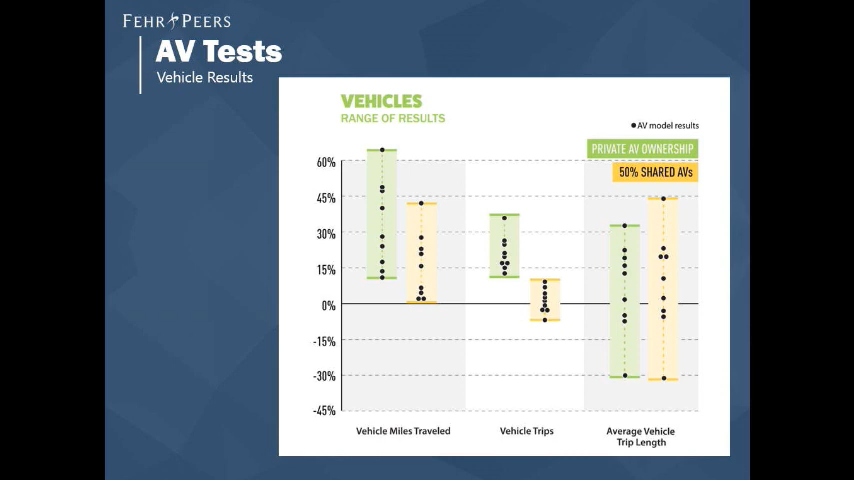 FEHR PEERS
AV Tests
Vehicle Results
VEHICLES
RANGE OF RESULTS
AV model results
PRIVATE AV OWNERSHIP
50% SHARED AVs
60%
45%
30%
15%
0%
-15%
-30%
-45%
Vehicle Miles Traveled
Vehicle Trips
Average Vehicle
Trip Length